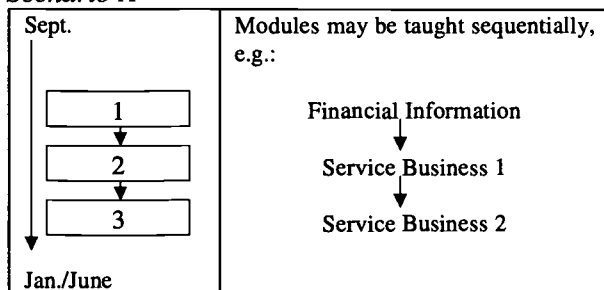 Sept.
1
2
3
Jan./June
Modules may be taught sequentially,
e.g.:
Financial Information
Service Business 1
Service Business 2